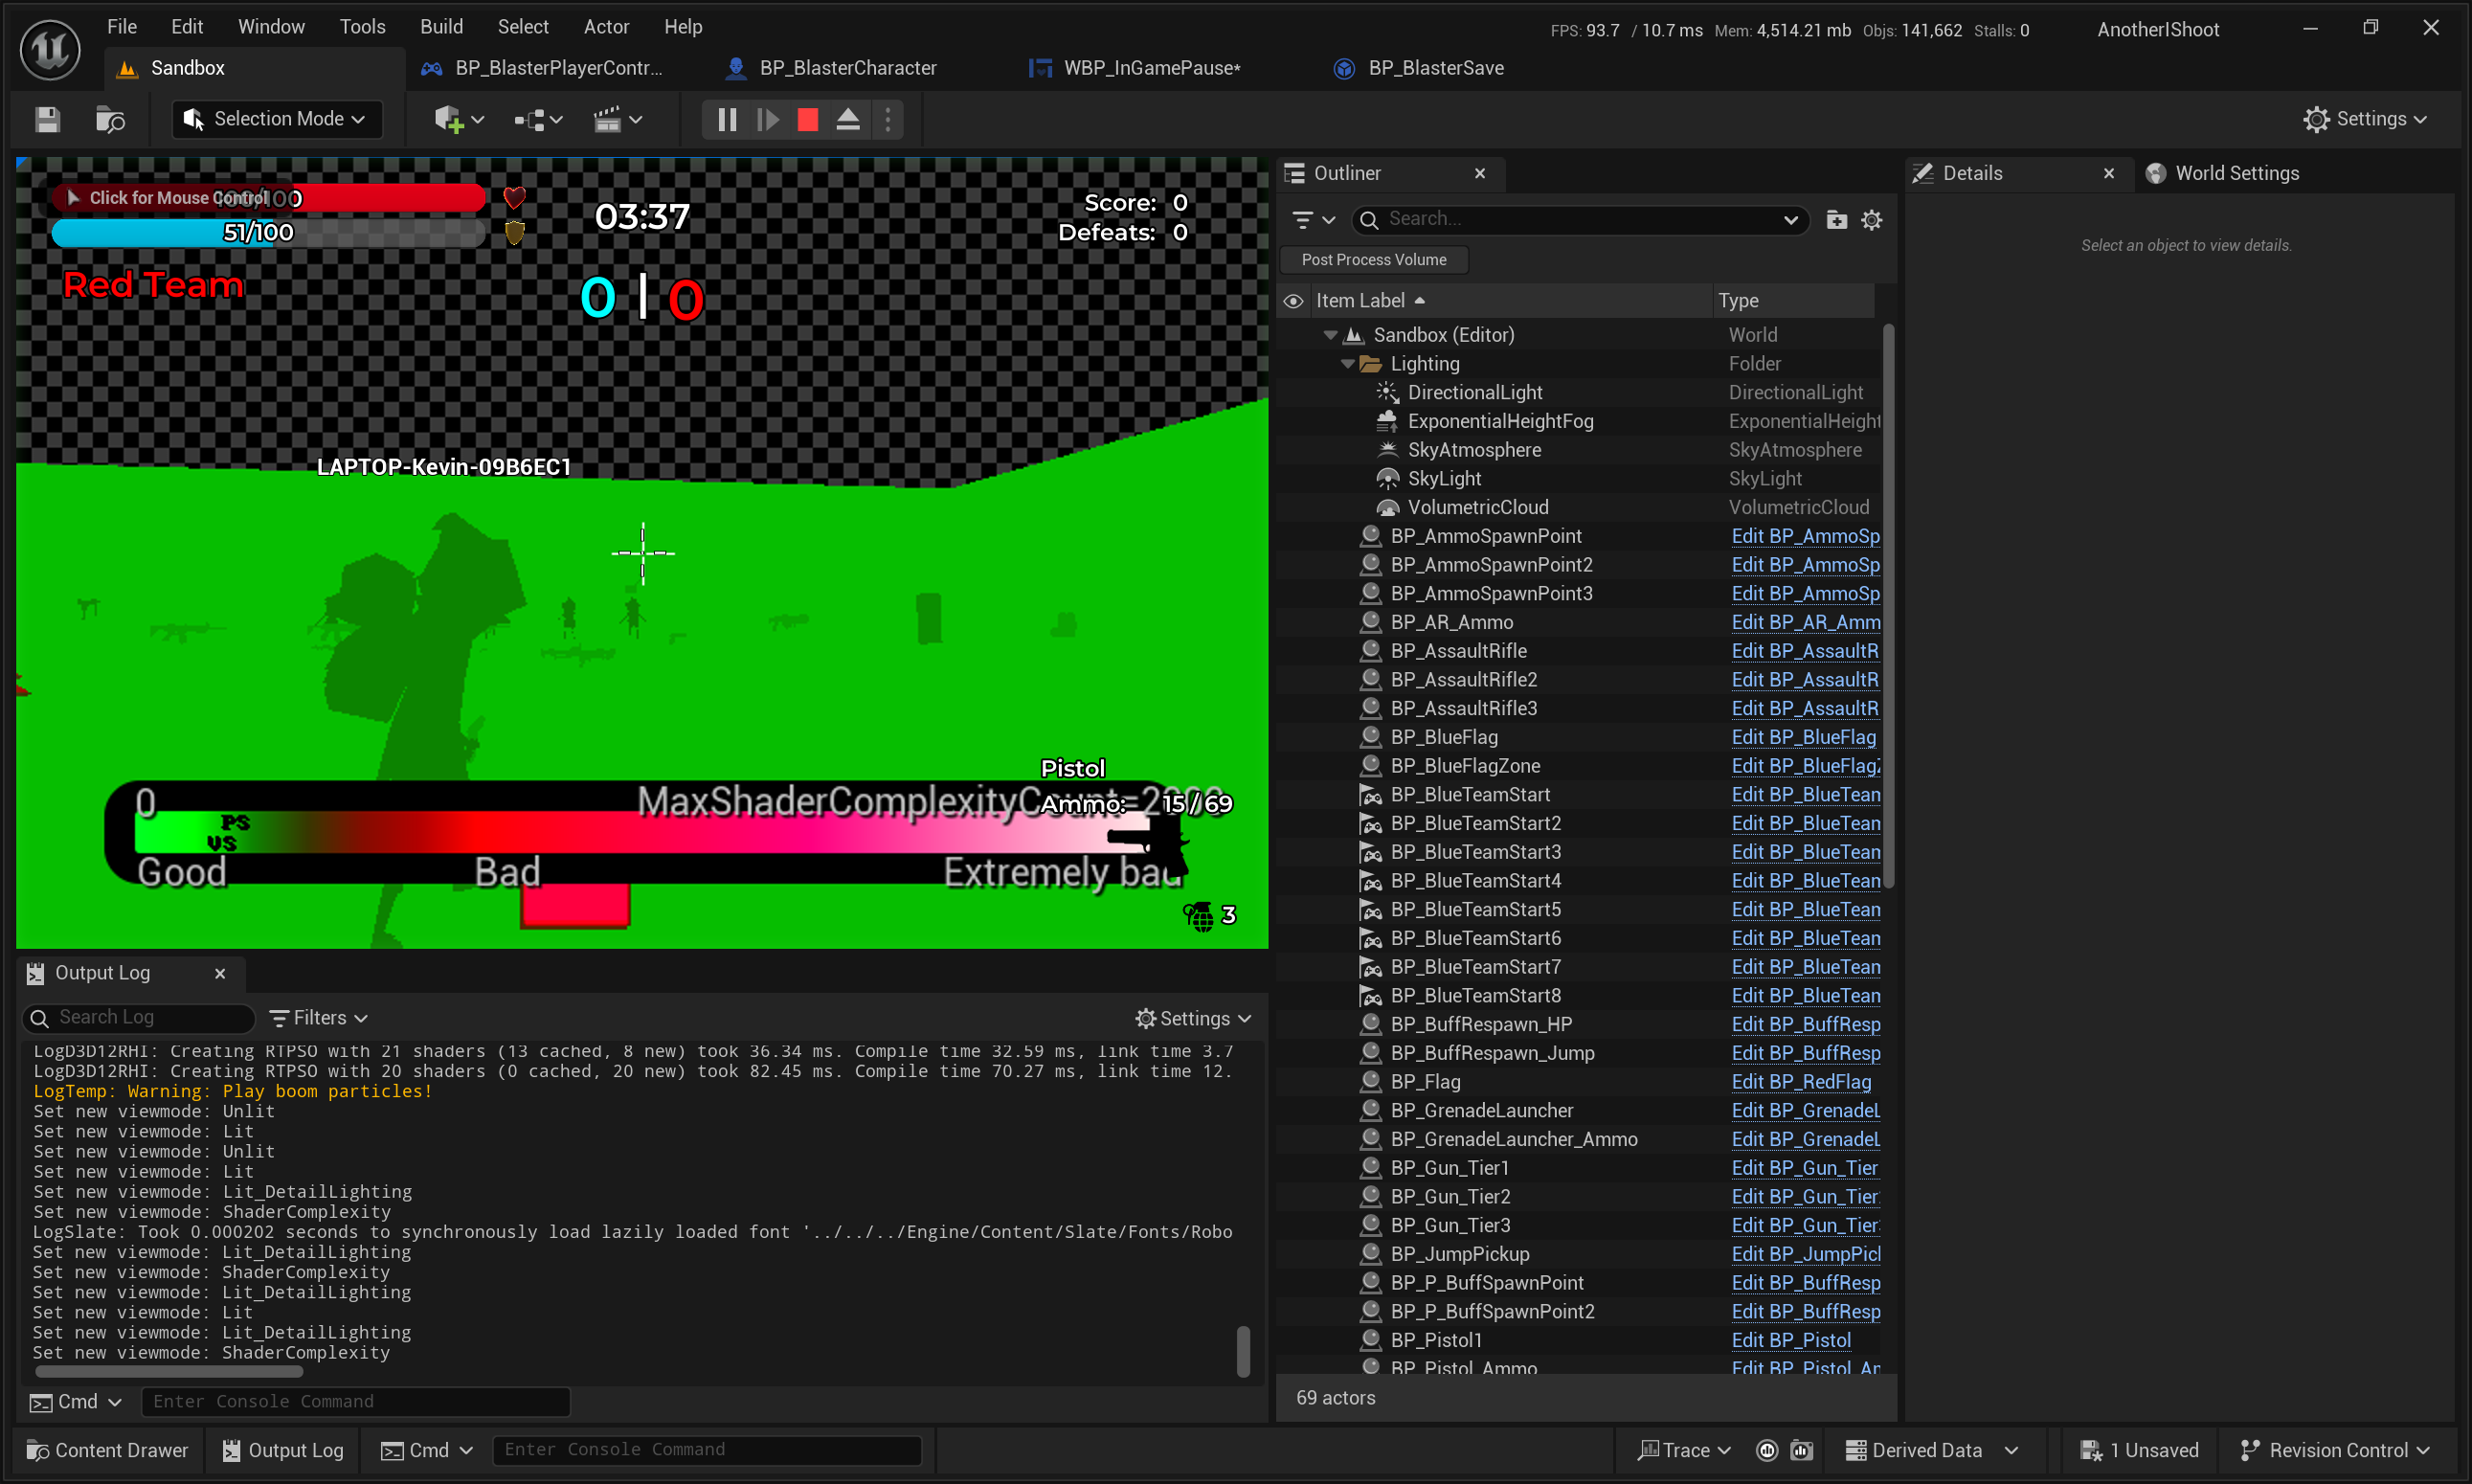 File Edit Window Tools Build Select Actor Help
FPS: 93.7 / 10.7 ms Mem: 4,514.21 mb Objs: 141,662 Stalls: 0
AnotherIShoot
Sandbox
BP_BlasterPlayerContr...
BP_BlasterCharacter
WBP_InGamePause*
BP_BlasterSave
Selection Mode
Settings
Click for Mouse Control
51/100
03:37
Score: 0
Defeats: 0
Red Team
0 | 0
LAPTOP-Kevin-09B6EC1
Pistol
0
Ammo: 15 / 69
PS
VS
Good Bad
3
Outliner
Search...
Post Process Volume
Item Label Type
Sandbox (Editor) World
Lighting Folder
DirectionalLight DirectionalLight
ExponentialHeightFog ExponentialHeight
SkyAtmosphere SkyAtmosphere
SkyLight SkyLight
VolumetricCloud VolumetricCloud
BP_AmmoSpawnPoint Edit BP_AmmoSp
BP_AmmoSpawnPoint2 Edit BP_AmmoSp
BP_AmmoSpawnPoint3 Edit BP_AmmoSp
BP_AR_Ammo Edit BP_AR_Amm
BP_AssaultRifle Edit BP_AssaultR
BP_AssaultRifle2 Edit BP_AssaultR
BP_AssaultRifle3 Edit BP_AssaultR
BP_BlueFlag Edit BP_BlueFlag
BP_BlueFlagZone Edit BP_BlueFlag
BP_BlueTeamStart Edit BP_BlueTeam
BP_BlueTeamStart2 Edit BP_BlueTeam
BP_BlueTeamStart3 Edit BP_BlueTeam
BP_BlueTeamStart4 Edit BP_BlueTeam
BP_BlueTeamStart5 Edit BP_BlueTeam
BP_BlueTeamStart6 Edit BP_BlueTeam
BP_BlueTeamStart7 Edit BP_BlueTeam
BP_BlueTeamStart8 Edit BP_BlueTeam
BP_BuffRespawn_HP Edit BP_BuffResp
BP_BuffRespawn_Jump Edit BP_BuffResp
BP_Flag Edit BP_RedFlag
BP_GrenadeLauncher Edit BP_GrenadeL
BP_GrenadeLauncher_Ammo Edit BP_GrenadeL
BP_Gun_Tier1 Edit BP_Gun_Tier
BP_Gun_Tier2 Edit BP_Gun_Tier
BP_Gun_Tier3 Edit BP_Gun_Tier
BP_JumpPickup Edit BP_JumpPicl
BP_P_BuffSpawnPoint Edit BP_BuffResp
BP_P_BuffSpawnPoint2 Edit BP_BuffResp
BP_Pistol1 Edit BP_Pistol
BP_Pistol_Ammo Edit BP_Pistol_An
69 actors
Details
World Settings
Select an object to view details.
Output Log
Search Log
Filters
Settings
LogD3D12RHI: Creating RTPSO with 21 shaders (13 cached, 8 new) took 36.34 ms. Compile time 32.59 ms, link time 3.7
LogD3D12RHI: Creating RTPSO with 20 shaders (0 cached, 20 new) took 82.45 ms. Compile time 70.27 ms, link time 12.
LogTemp: Warning: Play boom particles!
Set new viewmode: Unlit
Set new viewmode: Lit
Set new viewmode: Unlit
Set new viewmode: Lit
Set new viewmode: Lit_DetailLighting
Set new viewmode: ShaderComplexity
LogSlate: Took 0.000202 seconds to synchronously load lazily loaded font '../../../Engine/Content/Slate/Fonts/Robo
Set new viewmode: Lit_DetailLighting
Set new viewmode: ShaderComplexity
Set new viewmode: Lit_DetailLighting
Set new viewmode: Lit
Set new viewmode: Lit_DetailLighting
Set new viewmode: ShaderComplexity
Cmd
Enter Console Command
Content Drawer
Output Log
Cmd
Enter Console Command
Trace
Derived Data
1 Unsaved
Revision Control